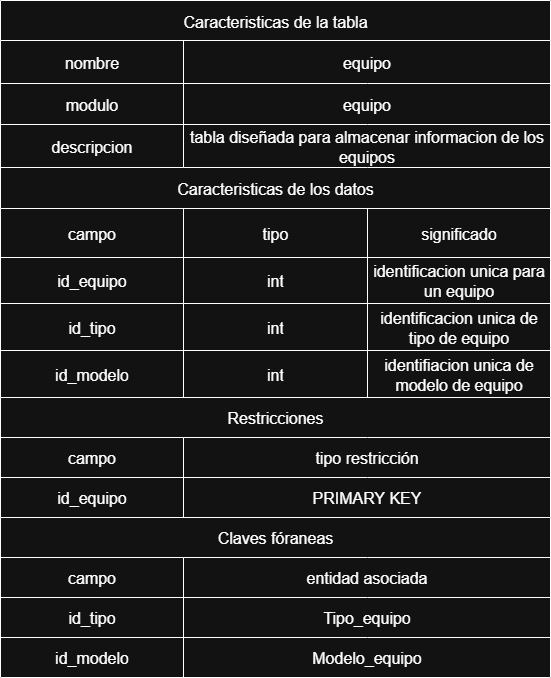 Caracteristicas de la tabla
nombre equipo
modulo equipo
descripcion tabla diseñada para almacenar informacion de los
equipos
Caracteristicas de los datos
campo tipo significado
id_equipo int identificacion unica para
un equipo
id_tipo int identificacion unica de
tipo de equipo
id_modelo int identifiacion unica de
modelo de equipo
Restricciones
campo tipo restricción
id_equipo PRIMARY KEY
Claves fóraneas
campo entidad asociada
id_tipo Tipo_equipo
id_modelo Modelo_equipo